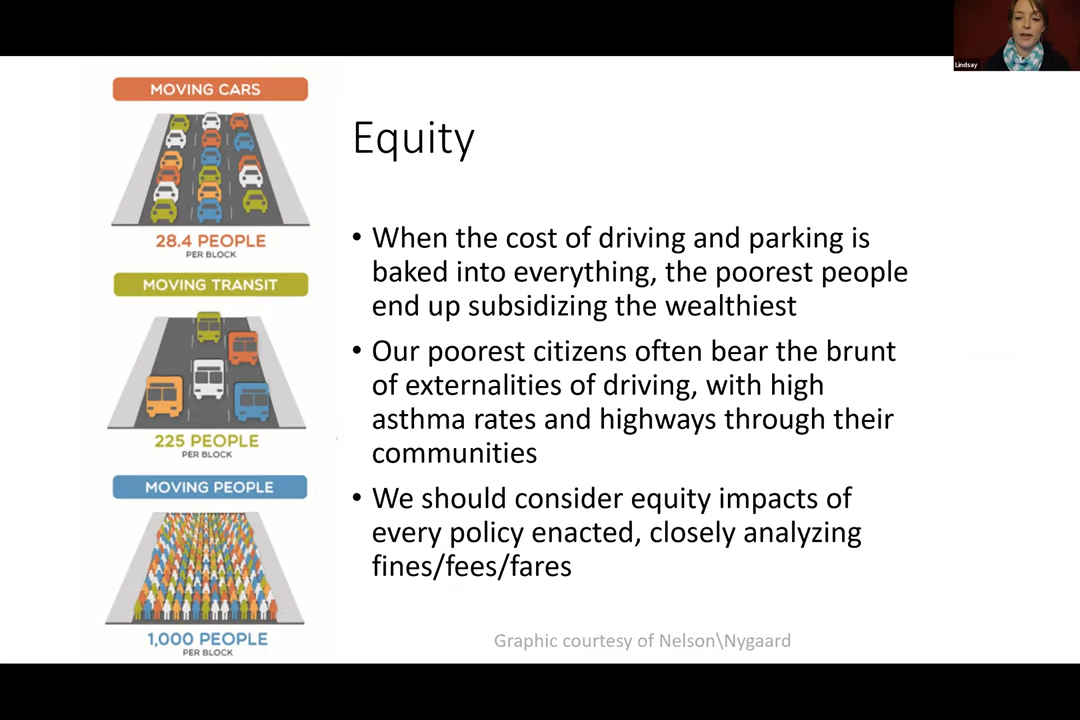 Lindsay
MOVING CARS
28.4 PEOPLE
PER BLOCK
MOVING TRANSIT
225 PEOPLE
PER BLOCK
MOVING PEOPLE
1,000 PEOPLE
PER BLOCK
Equity
• When the cost of driving and parking is
baked into everything, the poorest people
end up subsidizing the wealthiest
• Our poorest citizens often bear the brunt
of externalities of driving, with high
asthma rates and highways through their
communities
• We should consider equity impacts of
every policy enacted, closely analyzing
fines/fees/fares
Graphic courtesy of Nelson\Nygaard